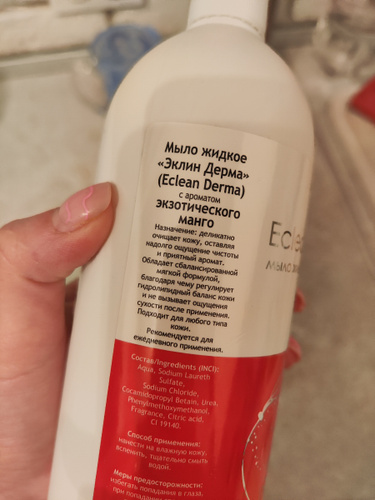 Мыло жидкое
«Эклин Дерма»
(Eclean Derma)
с ароматом
экзотического
манго
Назначение: деликатно
очищает кожу, оставляя
надолго ощущение чистоты
и приятный аромат.
Обладает сбалансированной
мягкой формулой,
благодаря чему регулирует
гидролипидный баланс кожи
и не вызывает ощущения
сухости после применения.
Подходит для любого типа
кожи.
Рекомендуется для
ежедневного применения.
Состав/Ingredients (INCI):
Aqua, Sodium Laureth
Sulfate,
Sodium Chloride,
Cocamidopropyl Betain, Urea,
Phenylmethoxymethanol,
Fragrance, Citric acid,
CI 19140.
Способ применения:
нанести на влажную кожу,
вспенить, тщательно смыть
водой.
Меры предосторожности:
избегать попадания в глаза,
при попадании
Ecle
мыло